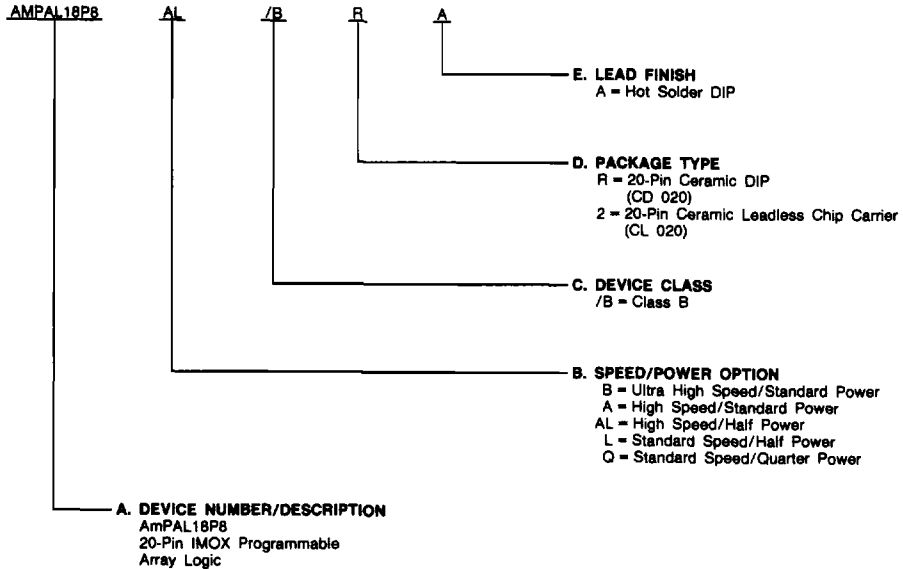 AMPAL18P8 AL /B R A
E. LEAD FINISH
A = Hot Solder DIP
D. PACKAGE TYPE
R = 20-Pin Ceramic DIP
(CD 020)
2 = 20-Pin Ceramic Leadless Chip Carrier
(CL 020)
C. DEVICE CLASS
/B = Class B
B. SPEED/POWER OPTION
B = Ultra High Speed/Standard Power
A = High Speed/Standard Power
AL = High Speed/Half Power
L = Standard Speed/Half Power
Q = Standard Speed/Quarter Power
A. DEVICE NUMBER/DESCRIPTION
AmPAL18P8
20-Pin IMOX Programmable
Array Logic